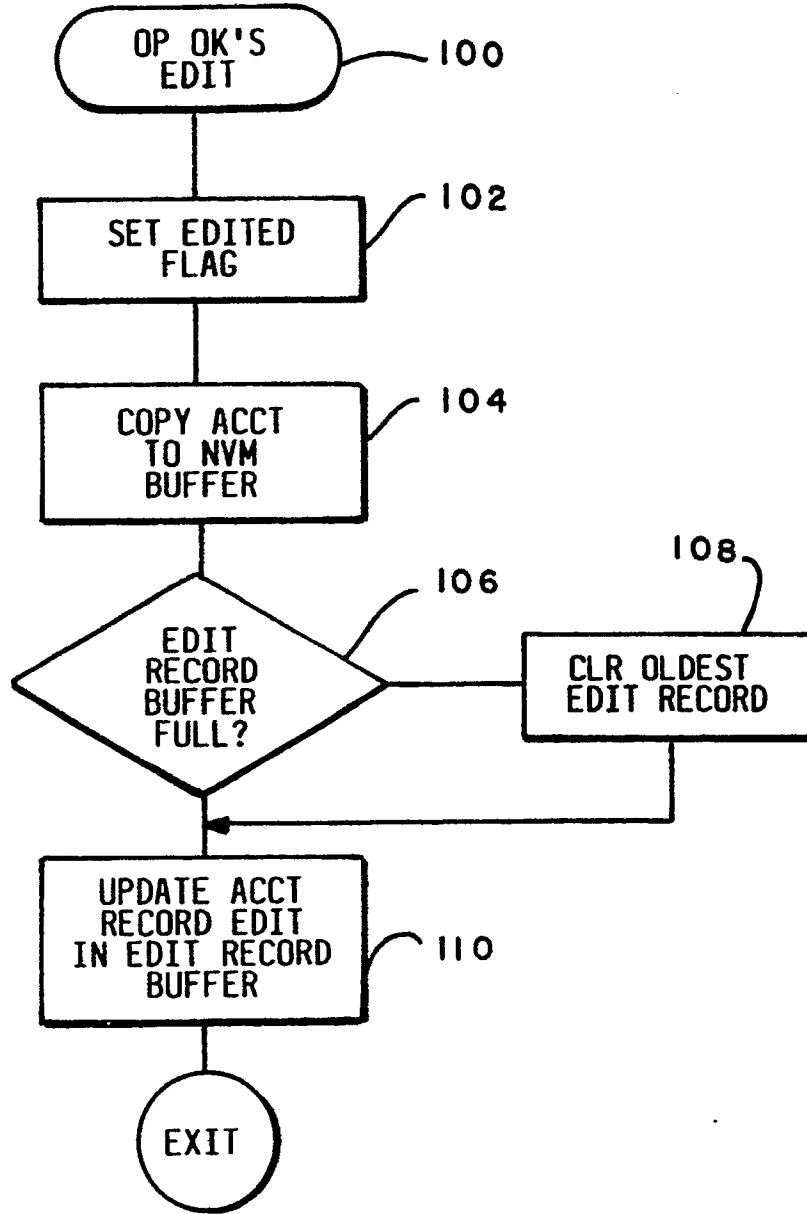 OP OK'S
EDIT
100
SET EDITED
FLAG
102
COPY ACCT
TO NVM
BUFFER
104
EDIT
RECORD
BUFFER
FULL?
106
CLR OLDEST
EDIT RECORD
108
UPDATE ACCT
RECORD EDIT
IN EDIT RECORD
BUFFER
110
EXIT